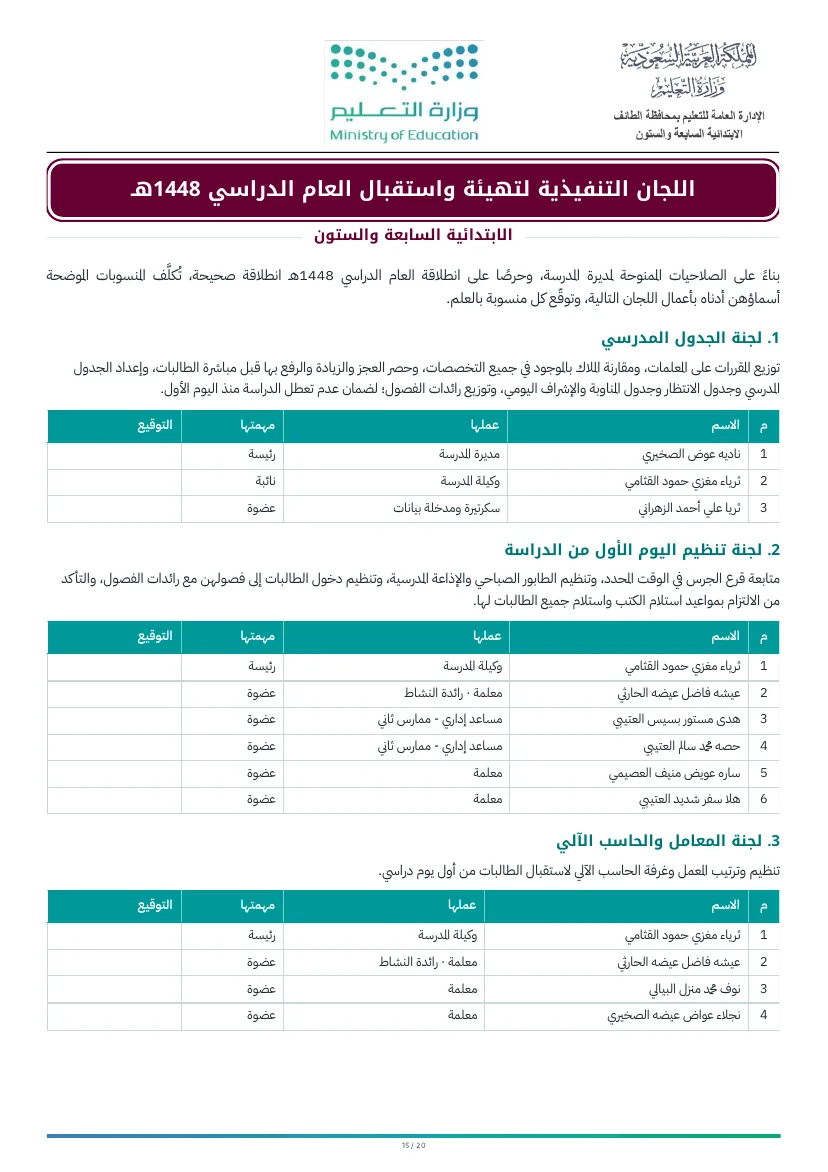 المملكة العربية السعودية
وزارة التعليم
الإدارة العامة للتعليم بمحافظة الطائف
الابتدائية السابعة والستون
وزارة التعـــليم
Ministry of Education
اللجان التنفيذية لتهيئة واستقبال العام الدراسي 1448هـ
الابتدائية السابعة والستون
بناءً على الصلاحيات الممنوحة لمديرة المدرسة، وحرصًا على انطلاقة العام الدراسي 1448هـ انطلاقة صحيحة، تُكلَّف المنسوبات الموضحة
أسماؤهن أدناه بأعمال اللجان التالية، وتوقّع كل منسوبة بالعلم.
1. لجنة الجدول المدرسي
توزيع المقررات على المعلمات، ومقارنة الملاك بالموجود في جميع التخصصات، وحصر العجز والزيادة والرفع بها قبل مباشرة الطالبات، وإعداد الجدول
المدرسي وجدول الانتظار وجدول المناوبة والإشراف اليومي، وتوزيع رائدات الفصول؛ لضمان عدم تعطل الدراسة منذ اليوم الأول.
م الاسم عملها مهمتها التوقيع
1 ناديه عوض الصخيري مديرة المدرسة رئيسة
2 ثرياء مغزي حمود القثامي وكيلة المدرسة نائبة
3 ثريا علي أحمد الزهراني سكرتيرة ومدخلة بيانات عضوة
2. لجنة تنظيم اليوم الأول من الدراسة
متابعة قرع الجرس في الوقت المحدد، وتنظيم الطابور الصباحي والإذاعة المدرسية، وتنظيم دخول الطالبات إلى فصولهن مع رائدات الفصول، والتأكد
من الالتزام بمواعيد استلام الكتب واستلام جميع الطالبات لها.
م الاسم عملها مهمتها التوقيع
1 ثرياء مغزي حمود القثامي وكيلة المدرسة رئيسة
2 عيشه فاضل عيضه الحارثي معلمة · رائدة النشاط عضوة
3 هدى مستور بسيس العتيبي مساعد إداري - ممارس ثاني عضوة
4 حصه محمد سالم العتيبي مساعد إداري - ممارس ثاني عضوة
5 ساره عويض منيف العصيمي معلمة عضوة
6 هلا سفر شديد العتيبي معلمة عضوة
3. لجنة المعامل والحاسب الآلي
تنظيم وترتيب المعمل وغرفة الحاسب الآلي لاستقبال الطالبات من أول يوم دراسي.
م الاسم عملها مهمتها التوقيع
1 ثرياء مغزي حمود القثامي وكيلة المدرسة رئيسة
2 عيشه فاضل عيضه الحارثي معلمة · رائدة النشاط عضوة
3 نوف محمد منزل البيالي معلمة عضوة
4 نجلاء عواض عيضه الصخيري معلمة عضوة
15 / 20